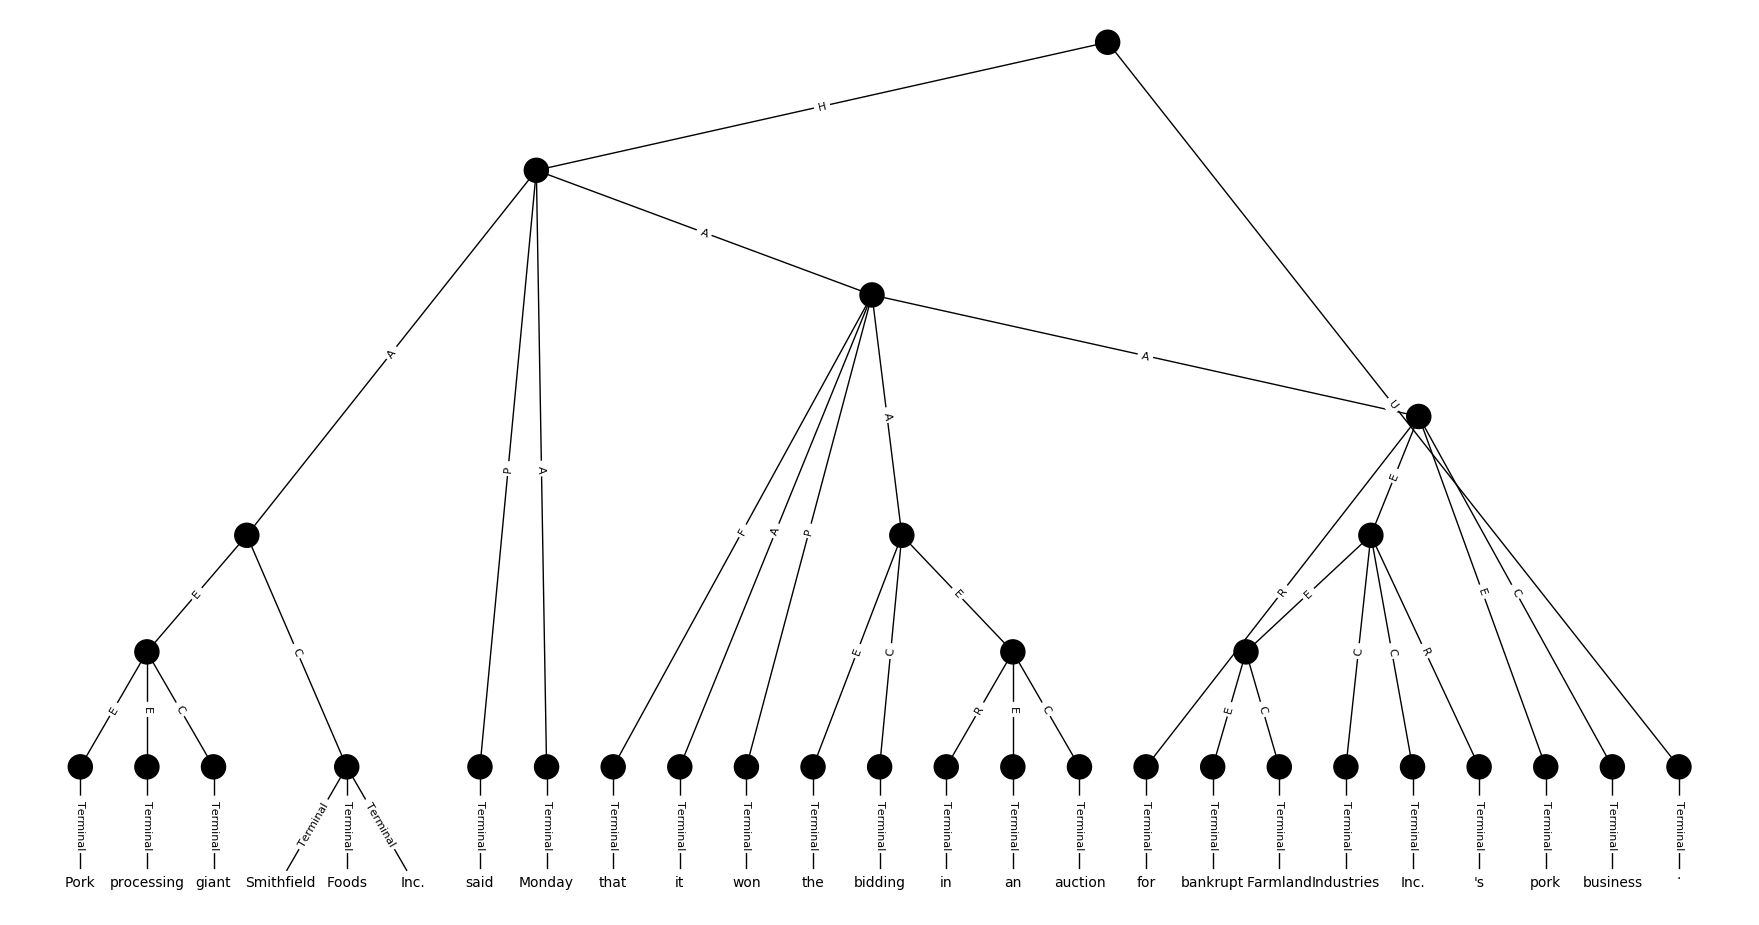 H
A
A
U
A
P
A
F
A
P
A
E
E
C
R
E
E
C
E
E
C
E
C
C
C
R
E
E
C
R
E
C
E
C
Terminal Terminal Terminal Terminal Terminal Terminal Terminal Terminal Terminal Terminal Terminal Terminal Terminal Terminal Terminal Terminal Terminal Terminal Terminal Terminal Terminal Terminal Terminal Terminal Terminal
Pork processing giant Smithfield Foods Inc. said Monday that it won the bidding in an auction for bankrupt Farmland Industries Inc. 's pork business .